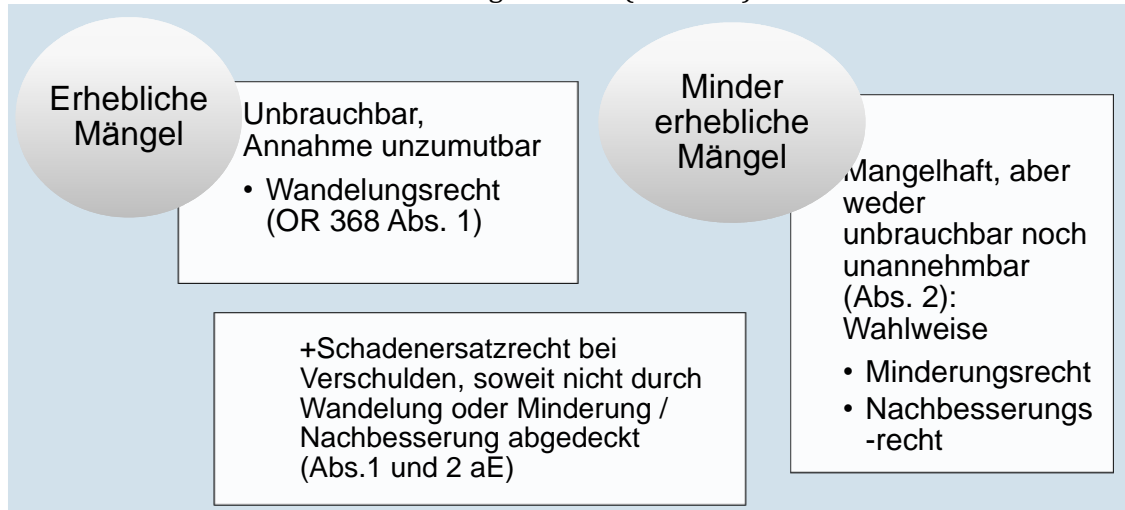 Erhebliche
Mängel
Unbrauchbar,
Annahme unzumutbar
• Wandelungsrecht
(OR 368 Abs. 1)
Minder
erhebliche
Mängel
Mangelhaft, aber
weder
unbrauchbar noch
unannehmbar
(Abs. 2):
Wahlweise
• Minderungsrecht
• Nachbesserungs
-recht
+Schadenersatzrecht bei
Verschulden, soweit nicht durch
Wandelung oder Minderung /
Nachbesserung abgedeckt
(Abs.1 und 2 aE)